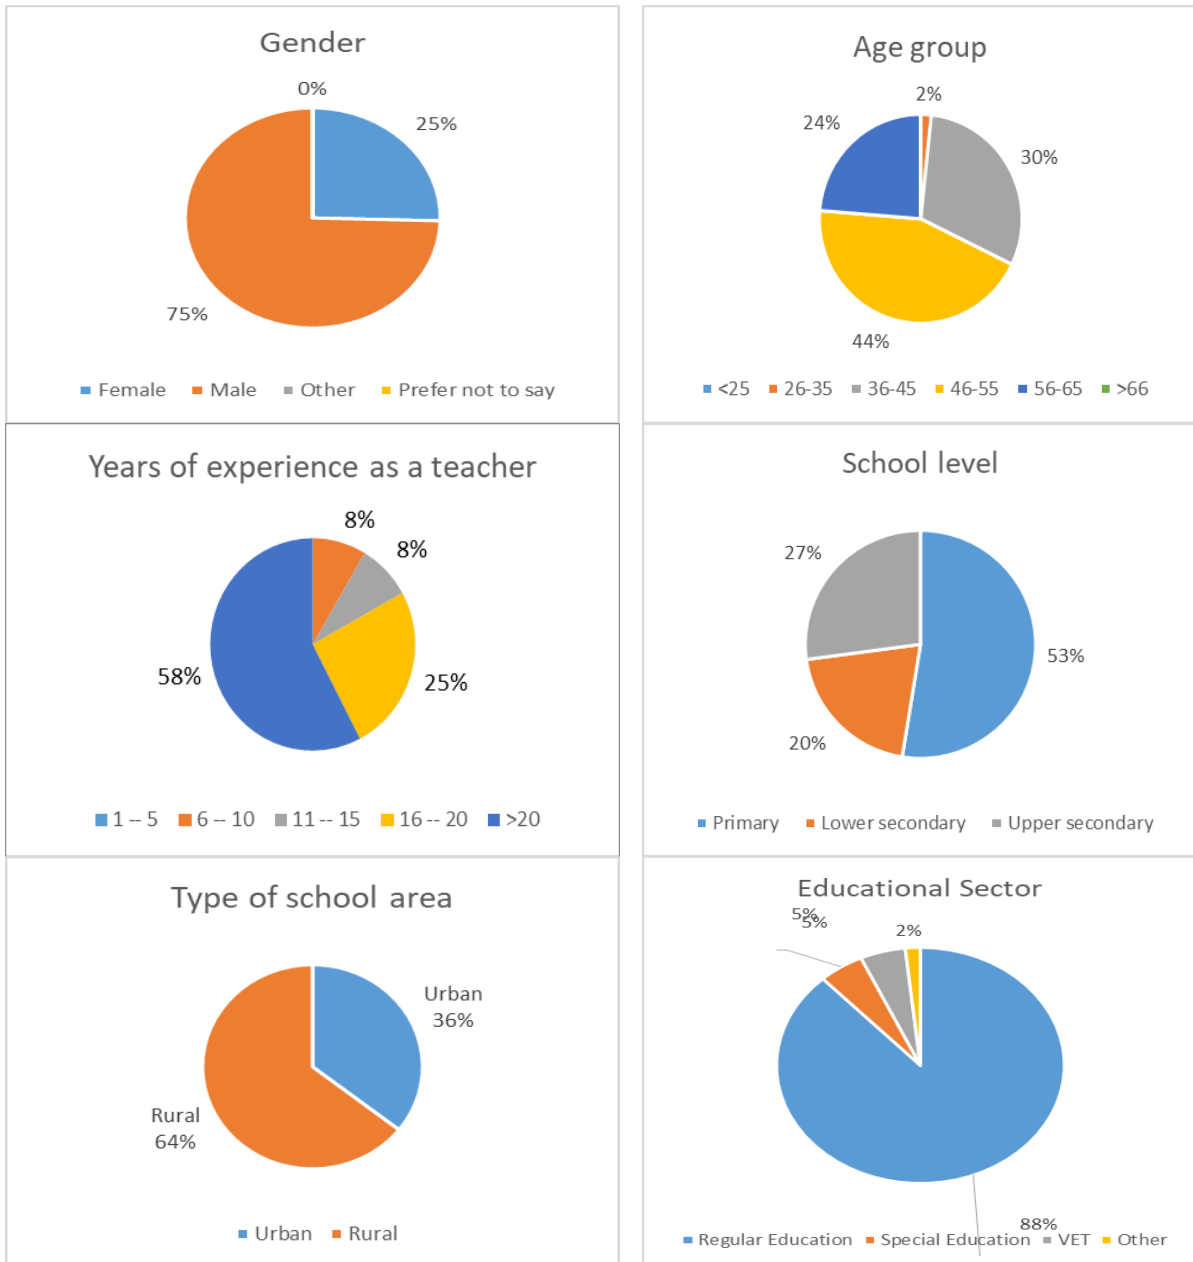 Gender
0%
25%
75%
Female Male Other Prefer not to say
Age group
2%
24%
30%
44%
<25 26-35 36-45 46-55 56-65 >66
Years of experience as a teacher
8%
8%
58%
25%
1 -- 5 6 -- 10 11 -- 15 16 -- 20 >20
School level
27%
53%
20%
Primary Lower secondary Upper secondary
Type of school area
Urban
36%
Rural
64%
Urban Rural
Educational Sector
5%
5%
2%
88%
Regular Education Special Education VET Other